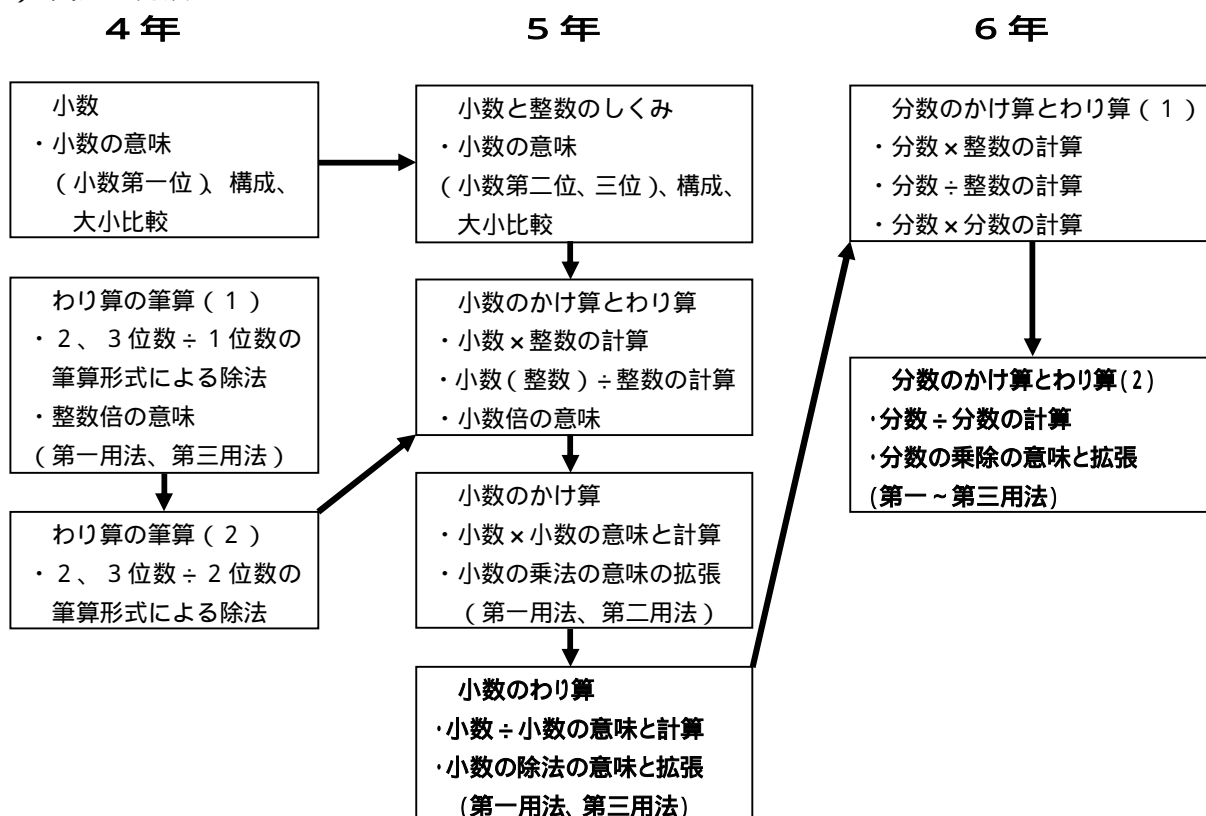 ４年
５年
６年
小数
・小数の意味
（小数第一位）、構成、
大小比較
わり算の筆算（１）
・２、３位数÷１位数の
筆算形式による除法
・整数倍の意味
（第一用法、第三用法）
わり算の筆算（２）
・２、３位数÷２位数の
筆算形式による除法
小数と整数のしくみ
・小数の意味
（小数第二位、三位）、構成、
大小比較
小数のかけ算とわり算
・小数×整数の計算
・小数（整数）÷整数の計算
・小数倍の意味
小数のかけ算
・小数×小数の意味と計算
・小数の乗法の意味の拡張
（第一用法、第二用法）
小数のわり算
・小数÷小数の意味と計算
・小数の除法の意味と拡張
(第一用法、第三用法)
分数のかけ算とわり算（１）
・分数×整数の計算
・分数÷整数の計算
・分数×分数の計算
分数のかけ算とわり算(2)
・分数÷分数の計算
・分数の乗除の意味と拡張
(第一～第三用法)